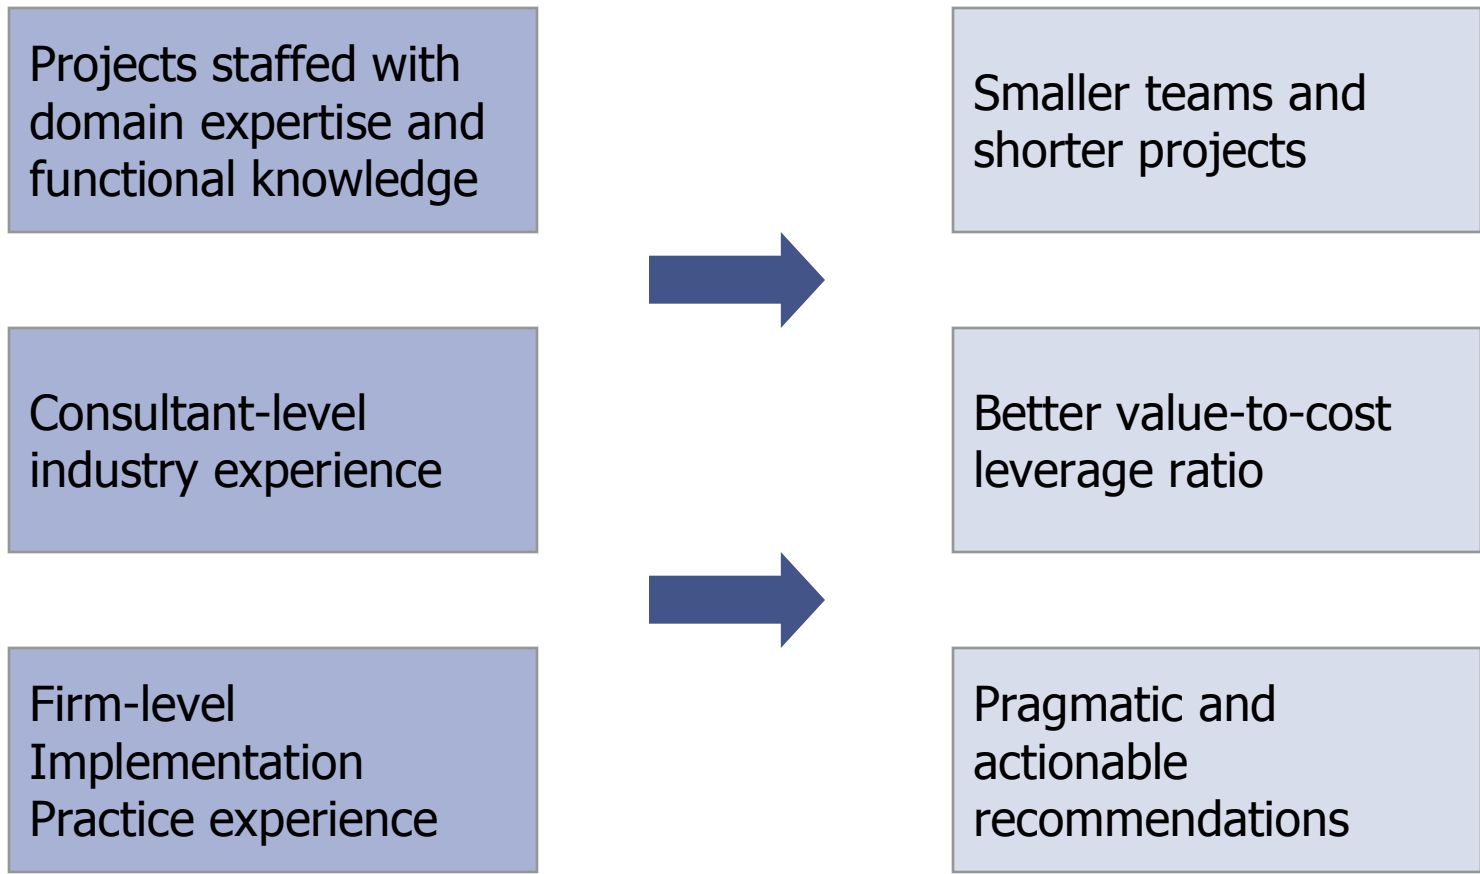 Projects staffed with
domain expertise and
functional knowledge
Smaller teams and
shorter projects
Consultant-level
industry experience
Better value-to-cost
leverage ratio
Firm-level
Implementation
Practice experience
Pragmatic and
actionable
recommendations